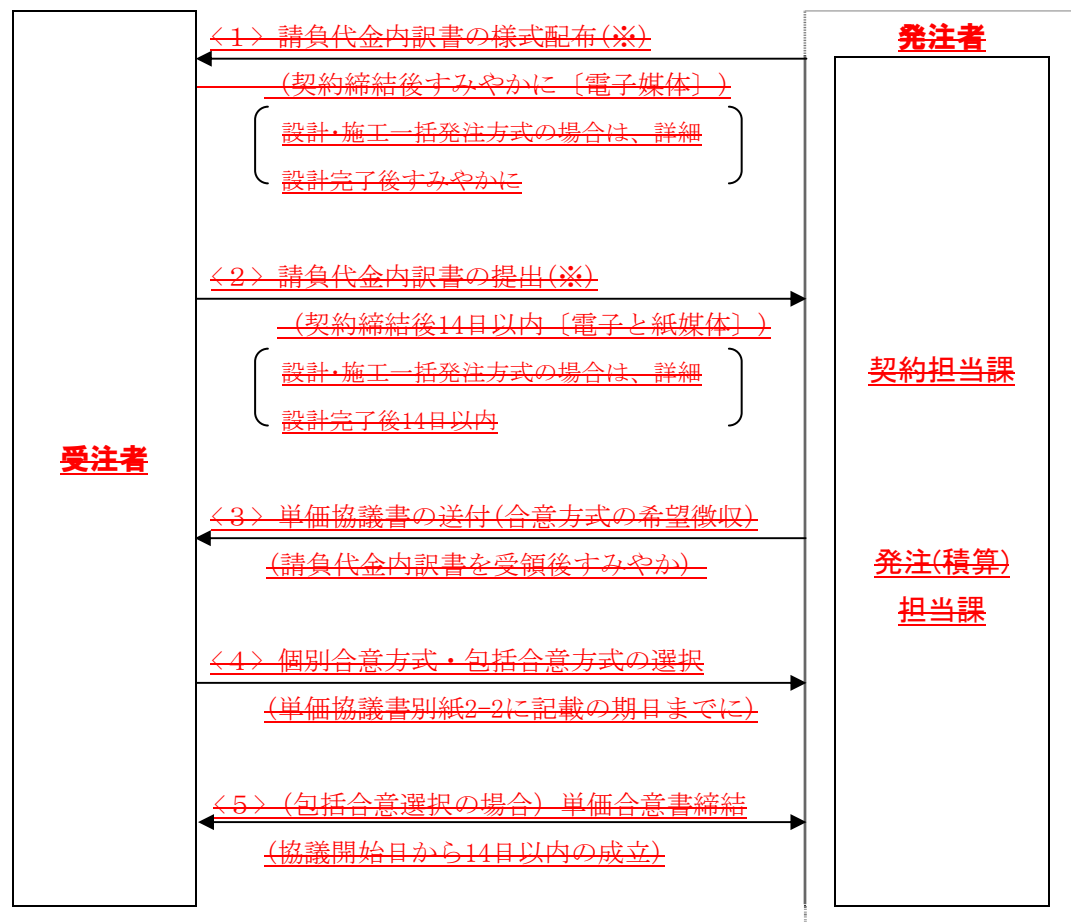 <1> 請負代金内訳書の様式配布(※)
(契約締結後すみやかに〔電子媒体〕)
設計･施工一括発注方式の場合は、詳細
設計完了後すみやかに
<2> 請負代金内訳書の提出(※)
(契約締結後14日以内〔電子と紙媒体〕)
設計･施工一括発注方式の場合は、詳細
設計完了後14日以内
受注者
<3> 単価協議書の送付(合意方式の希望徴収)
(請負代金内訳書を受領後すみやか)
<4> 個別合意方式・包括合意方式の選択
(単価協議書別紙2-2に記載の期日までに)
<5> (包括合意選択の場合) 単価合意書締結
(協議開始日から14日以内の成立)
発注者
契約担当課
発注(積算)
担当課